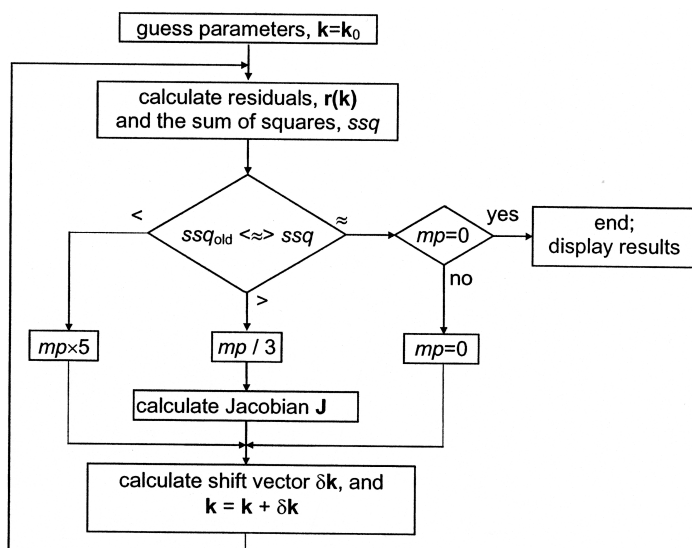 guess parameters, k=k₀
calculate residuals, r(k)
and the sum of squares, ssq
<
ssq_old <≈> ssq
≈
mp=0
yes
end;
display results
>
no
mp×5
mp / 3
mp=0
calculate Jacobian J
calculate shift vector δk, and
k = k + δk